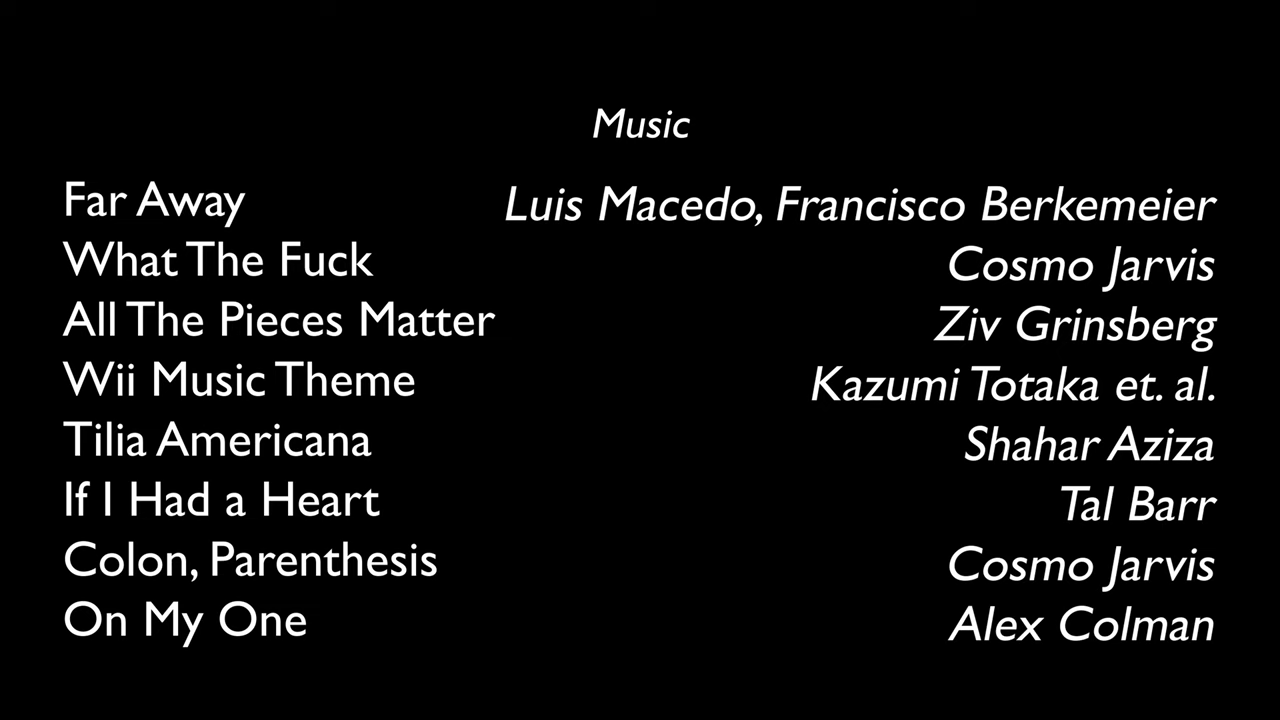 Music
Far Away Luis Macedo, Francisco Berkemeier
What The Fuck Cosmo Jarvis
All The Pieces Matter Ziv Grinsberg
Wii Music Theme Kazumi Totaka et. al.
Tilia Americana Shahar Aziza
If I Had a Heart Tal Barr
Colon, Parenthesis Cosmo Jarvis
On My One Alex Colman